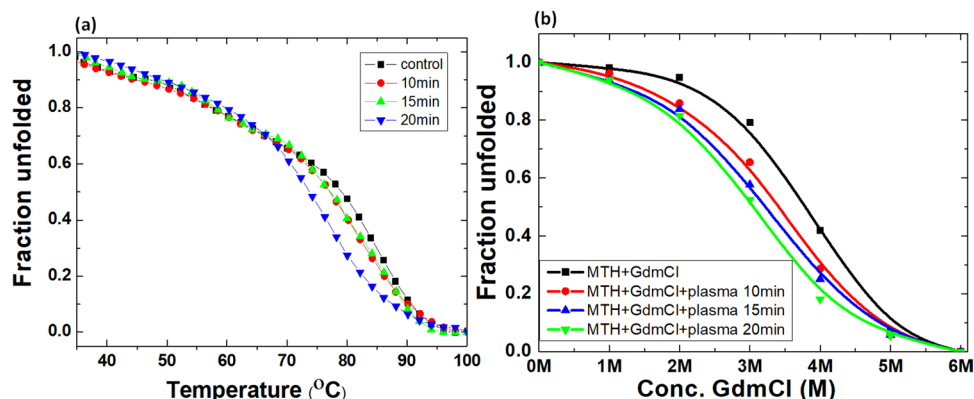 (a)
Fraction unfolded
1.0
0.8
0.6
0.4
0.2
0.0
40 50 60 70 80 90 100
Temperature (OC)
control
10min
15min
20min
(b)
Fraction unfolded
1.0
0.8
0.6
0.4
0.2
0.0
0M 1M 2M 3M 4M 5M 6M
Conc. GdmCl (M)
MTH+GdmCl
MTH+GdmCl+plasma 10min
MTH+GdmCl+plasma 15min
MTH+GdmCl+plasma 20min